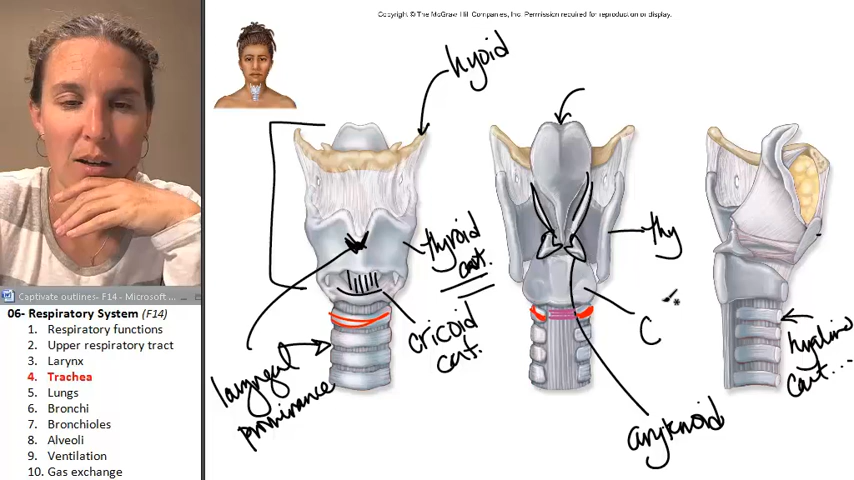 Copyright © The McGraw-Hill Companies, Inc. Permission required for reproduction or display.
hyoid
thyroid
cart.
cricoid
cart.
laryngeal
prominance
thy
C
arytenoid
hyaline
cart...
Captivate outlines- F14 - Microsoft ...
06- Respiratory System (F14)
1. Respiratory functions
2. Upper respiratory tract
3. Larynx
4. Trachea
5. Lungs
6. Bronchi
7. Bronchioles
8. Alveoli
9. Ventilation
10. Gas exchange